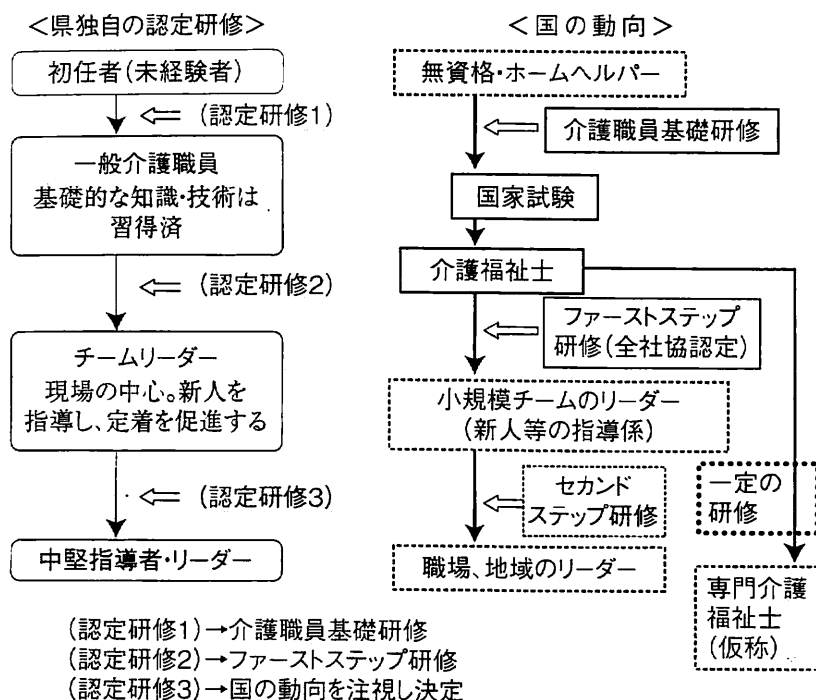 <県独自の認定研修>
初任者(未経験者)
(認定研修1)
一般介護職員
基礎的な知識・技術は
習得済
(認定研修2)
チームリーダー
現場の中心。新人を
指導し、定着を促進する
(認定研修3)
中堅指導者・リーダー
<国の動向>
無資格・ホームヘルパー
介護職員基礎研修
国家試験
介護福祉士
ファーストステップ
研修(全社協認定)
小規模チームのリーダー
(新人等の指導係)
セカンド
ステップ研修
一定の
研修
職場、地域のリーダー
専門介護
福祉士
(仮称)
(認定研修1)→介護職員基礎研修
(認定研修2)→ファーストステップ研修
(認定研修3)→国の動向を注視し決定